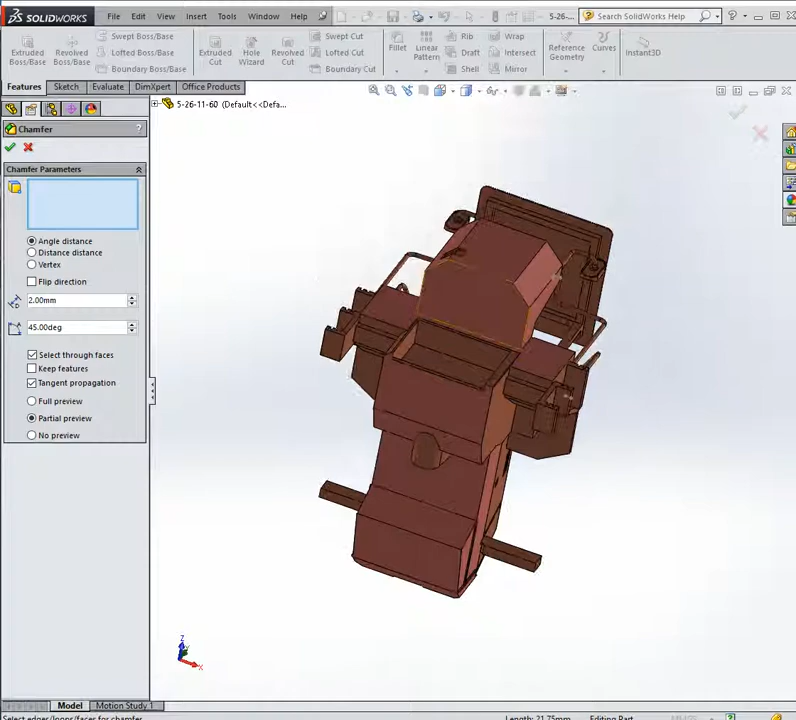 SOLIDWORKS File Edit View Insert Tools Window Help 5-26-... Search SolidWorks Help
Extruded Boss/Base
Revolved Boss/Base
Swept Boss/Base
Lofted Boss/Base
Boundary Boss/Base
Extruded Cut
Hole Wizard
Revolved Cut
Swept Cut
Lofted Cut
Boundary Cut
Fillet
Linear Pattern
Rib
Draft
Shell
Wrap
Intersect
Mirror
Reference Geometry
Curves
Instant3D
Features Sketch Evaluate DimXpert Office Products
5-26-11-60 (Default<<Defa...
Chamfer ?
Chamfer Parameters
Angle distance
Distance distance
Vertex
Flip direction
2.00mm
45.00deg
Select through faces
Keep features
Tangent propagation
Full preview
Partial preview
No preview
Z
X
Model Motion Study 1
Select edges/loops/faces for chamfer Length: 21.75mm Editing Part MMGS